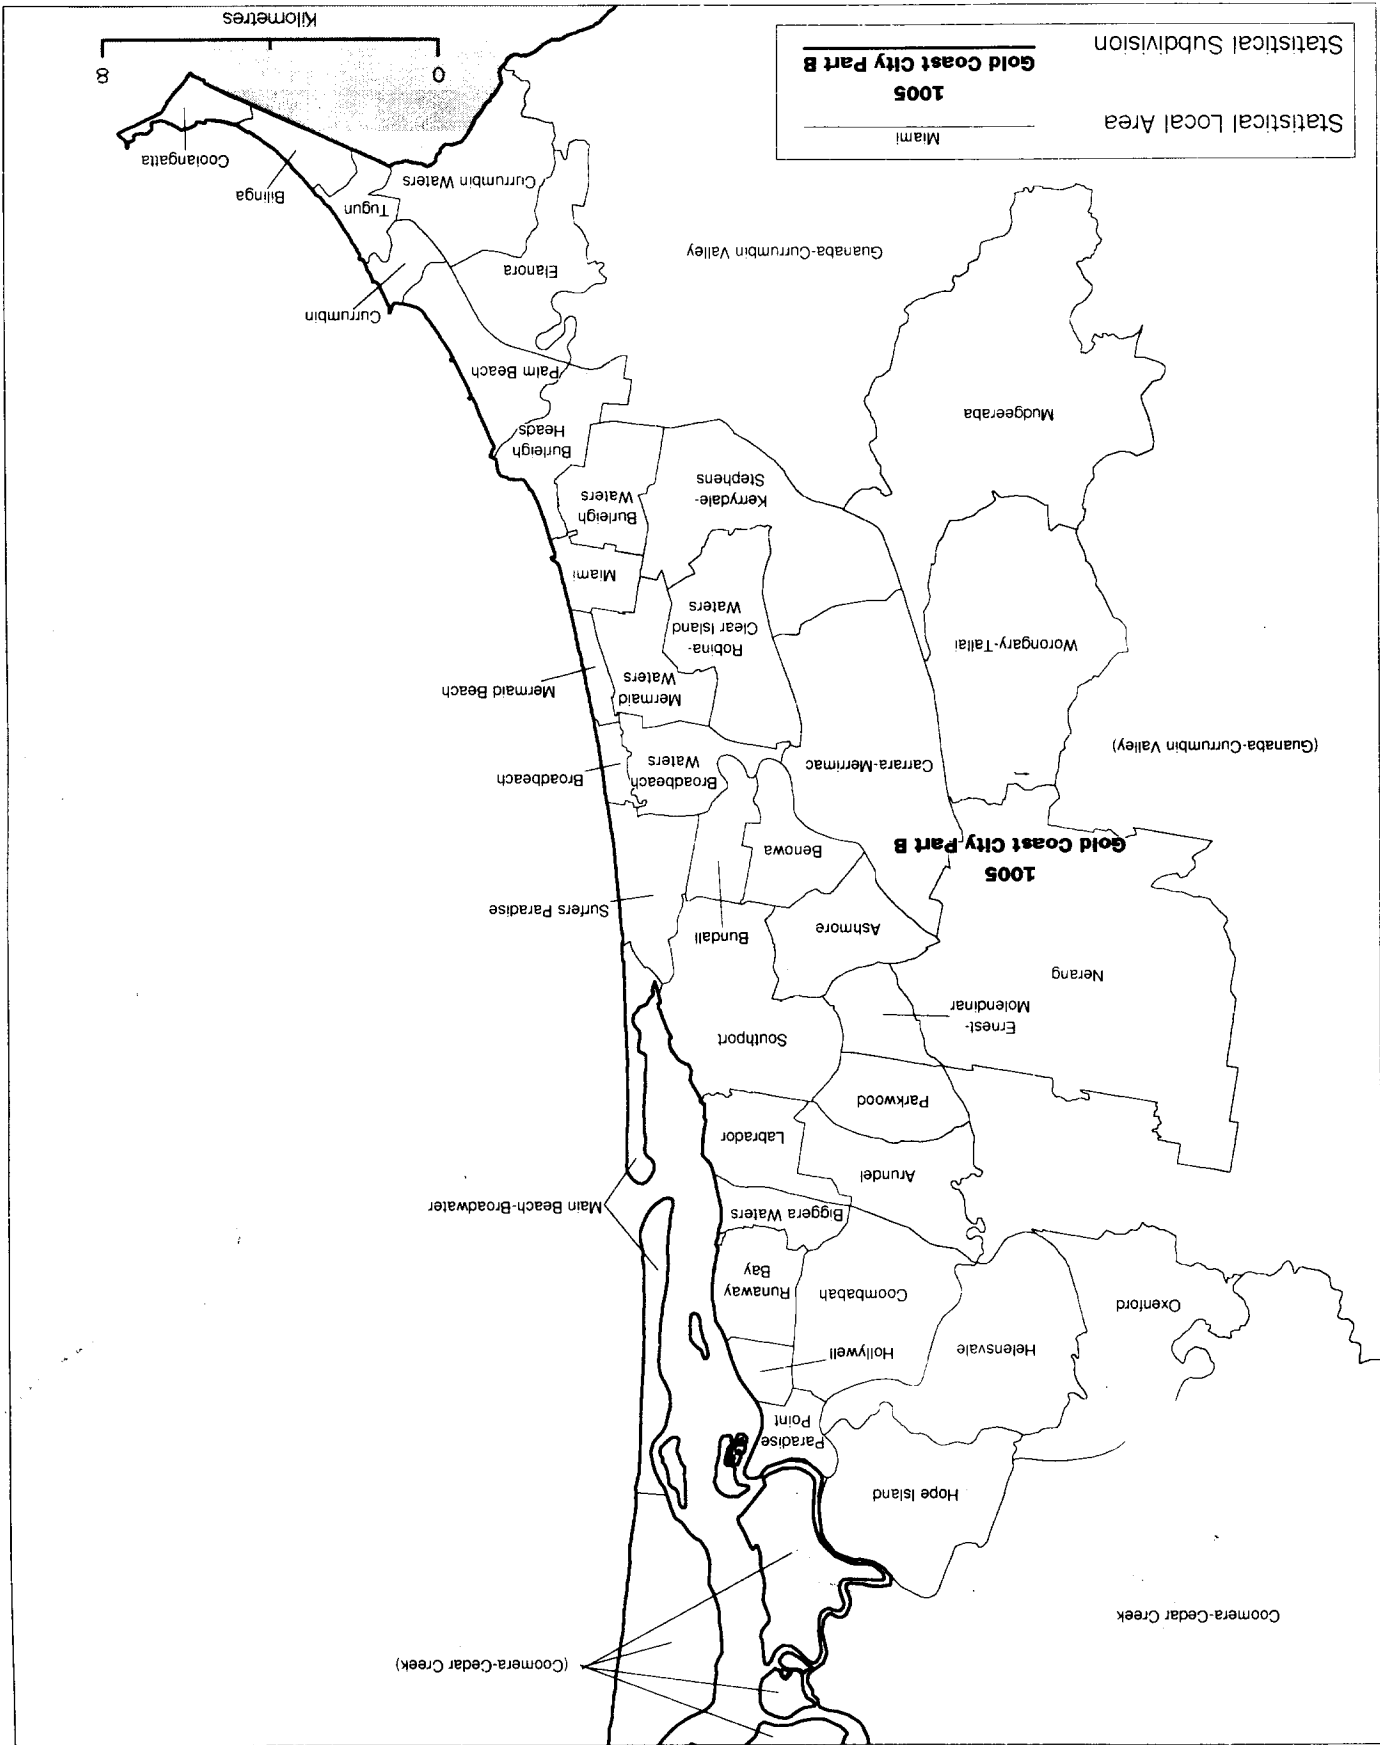 (Coomera-Cedar Creek)
Coomera-Cedar Creek
Hope Island
Paradise
Point
Helensvale
Hollywell
Oxenford
Coombabah
Runaway
Bay
Biggera Waters
Main Beach-Broadwater
Arundel
Labrador
Parkwood
Southport
Ernest-
Molendinar
Nerang
Ashmore
Bundall
Surfers Paradise
1005
Gold Coast City Part B
Benowa
Broadbeach
Waters
Broadbeach
Carrara-Merrimac
(Guanaba-Currumbin Valley)
Mermaid
Waters
Mermaid Beach
Worongary-Tallai
Robina-
Clear Island
Waters
Miami
Burleigh
Waters
Kerrydale-
Stephens
Burleigh
Heads
Mudgeeraba
Palm Beach
Currumbin
Elanora
Guanaba-Currumbin Valley
Tugun
Bilinga
Currumbin Waters
Coolangatta
Statistical Local Area
Miami
1005
Gold Coast City Part B
Statistical Subdivision
0 8
Kilometres